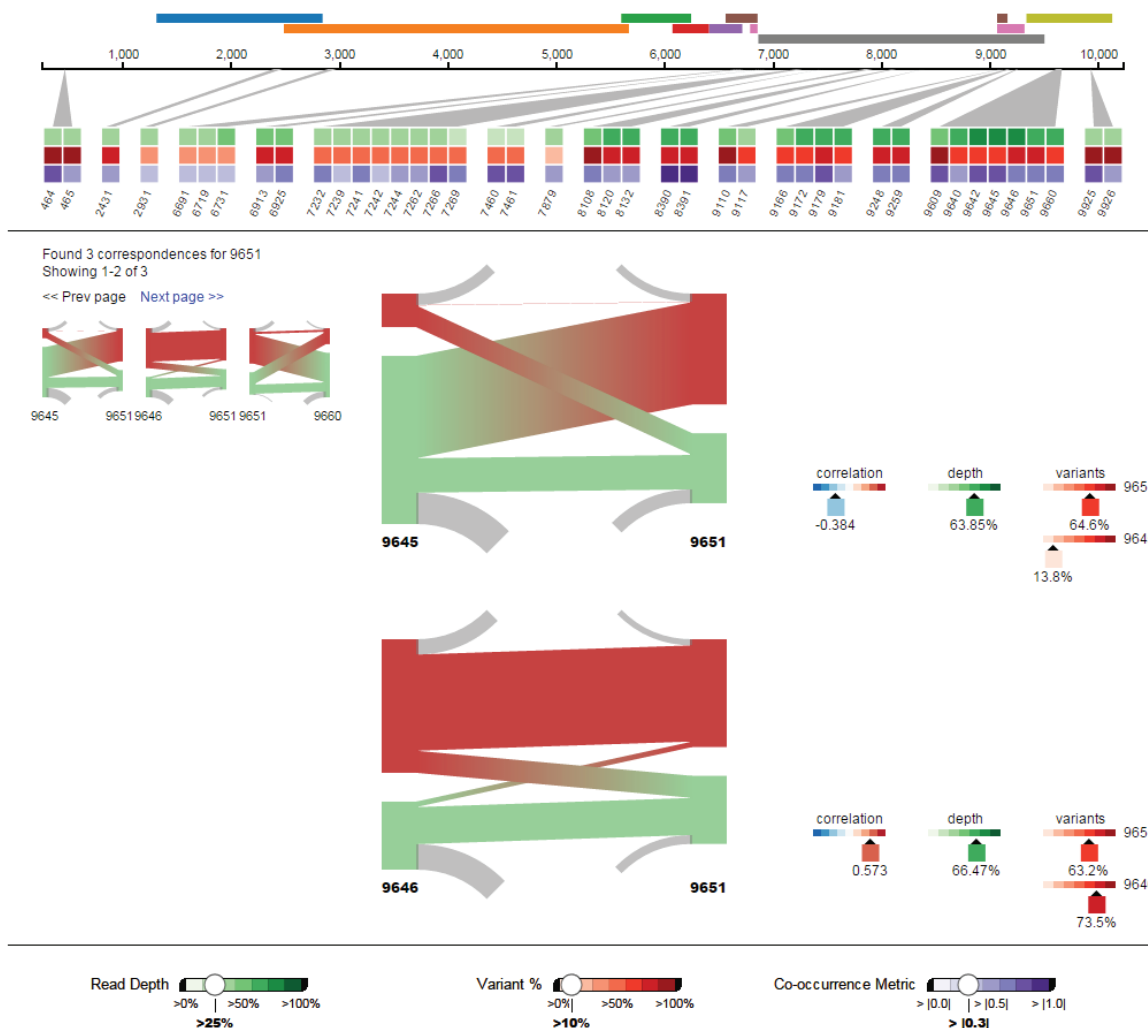 1,000 2,000 3,000 4,000 5,000 6,000 7,000 8,000 9,000 10,000
464 465 2431 2931 6691 6719 6731 6913 6925 7232 7239 7241 7242 7244 7262 7266 7269 7460 7461 7879 8108 8120 8132 8390 8391 9110 9117 9166 9172 9179 9181 9248 9259 9609 9640 9642 9645 9646 9651 9660 9925 9926
Found 3 correspondences for 9651
Showing 1-2 of 3
<< Prev page Next page >>
9645 9651 9646 9651 9651 9660
correlation depth variants
965
-0.384 63.85% 64.6%
964
13.8%
9645 9651
correlation depth variants
965
0.573 66.47% 63.2%
964
73.5%
9646 9651
Read Depth Variant % Co-occurrence Metric
>0% >50% >100% >0% >50% >100% > |0.0| > |0.5| > |1.0|
>25% >10% > |0.3|